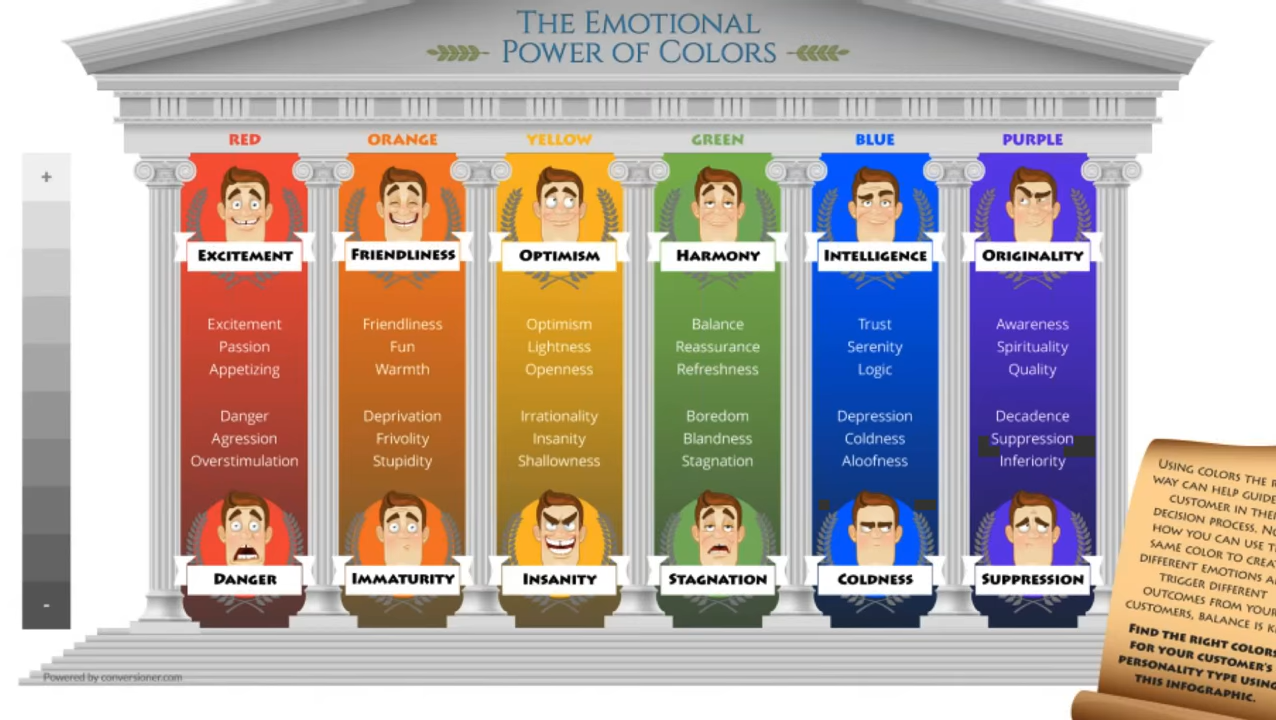 THE EMOTIONAL
POWER OF COLORS
RED
ORANGE
YELLOW
GREEN
BLUE
PURPLE
+
EXCITEMENT
FRIENDLINESS
OPTIMISM
HARMONY
INTELLIGENCE
ORIGINALITY
Excitement
Passion
Appetizing
Danger
Agression
Overstimulation
DANGER
Friendliness
Fun
Warmth
Deprivation
Frivolity
Stupidity
IMMATURITY
Optimism
Lightness
Openness
Irrationality
Insanity
Shallowness
INSANITY
Balance
Reassurance
Refreshness
Boredom
Blandness
Stagnation
STAGNATION
Trust
Serenity
Logic
Depression
Coldness
Aloofness
COLDNESS
Awareness
Spirituality
Quality
Decadence
Suppression
Inferiority
SUPPRESSION
-
USING COLORS THE
WAY CAN HELP GUIDE
CUSTOMER IN
DECISION PROCESS.
HOW YOU CAN USE
SAME COLOR TO
DIFFERENT EMOTIONS
TRIGGER DIFFERENT
OUTCOMES FROM YOUR
CUSTOMERS, BALANCE IS
FIND THE RIGHT COLORS
FOR YOUR CUSTOMER'S
PERSONALITY TYPE USING
THIS INFOGRAPHIC.
Powered by conversioner.com